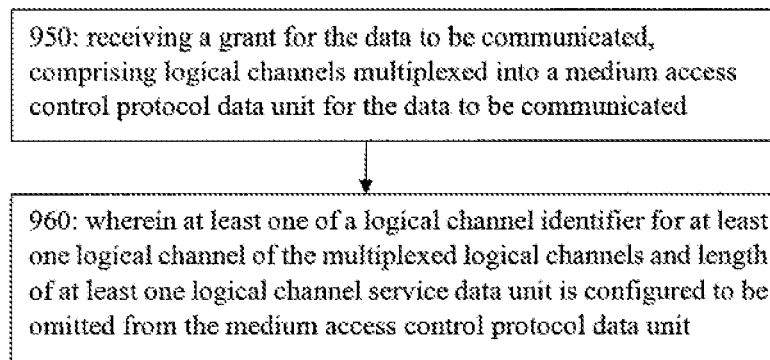 950: receiving a grant for the data to be communicated,
comprising logical channels multiplexed into a medium access
control protocol data unit for the data to be communicated
960: wherein at least one of a logical channel identifier for at least
one logical channel of the multiplexed logical channels and length
of at least one logical channel service data unit is configured to be
omitted from the medium access control protocol data unit